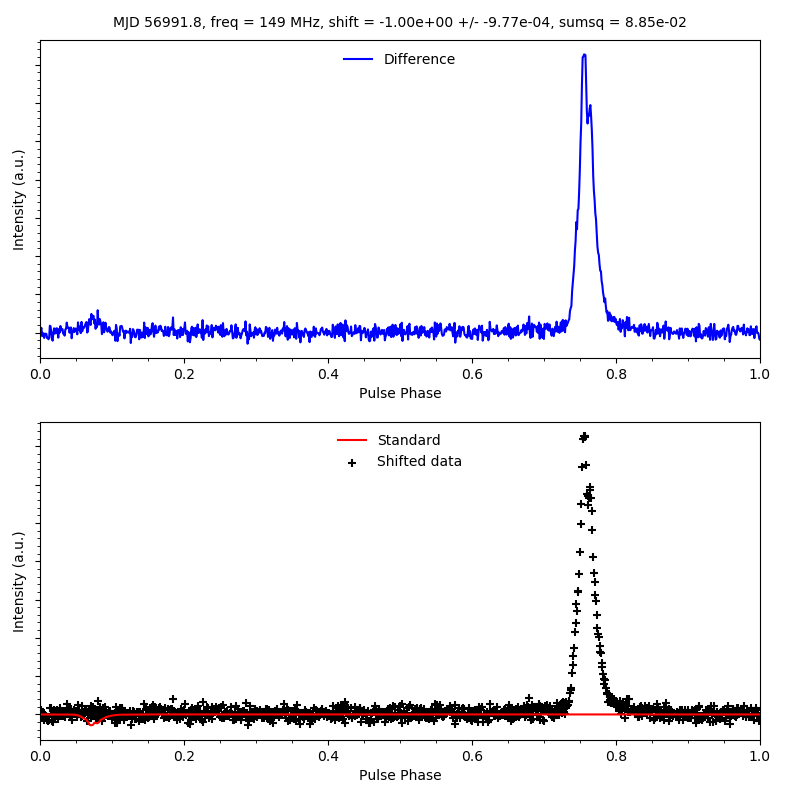 MJD 56991.8, freq = 149 MHz, shift = -1.00e+00 +/- -9.77e-04, sumsq = 8.85e-02
Difference
Intensity (a.u.)
0.0 0.2 0.4 0.6 0.8 1.0
Pulse Phase
Standard
Shifted data
Intensity (a.u.)
0.0 0.2 0.4 0.6 0.8 1.0
Pulse Phase